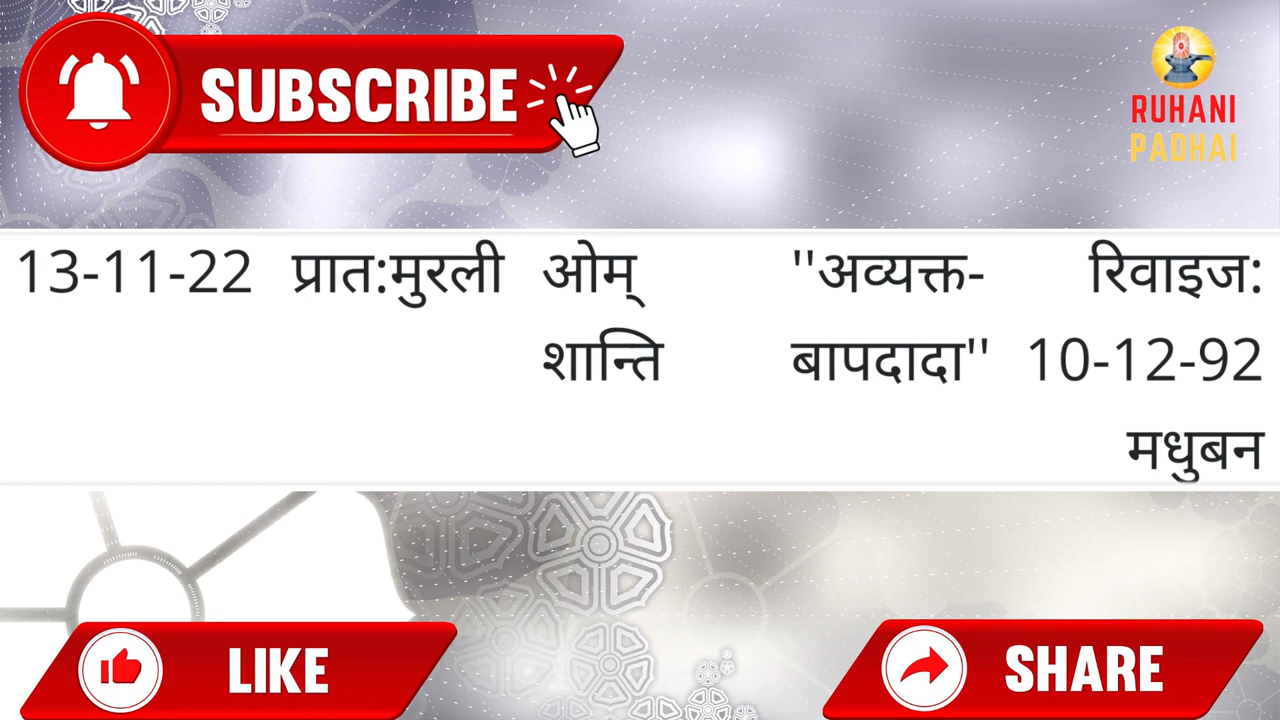 SUBSCRIBE
RUHANI
PADHAI
13-11-22 प्रात:मुरली ओम् ''अव्यक्त- रिवाइज:
शान्ति बापदादा'' 10-12-92
मधुबन
LIKE
SHARE